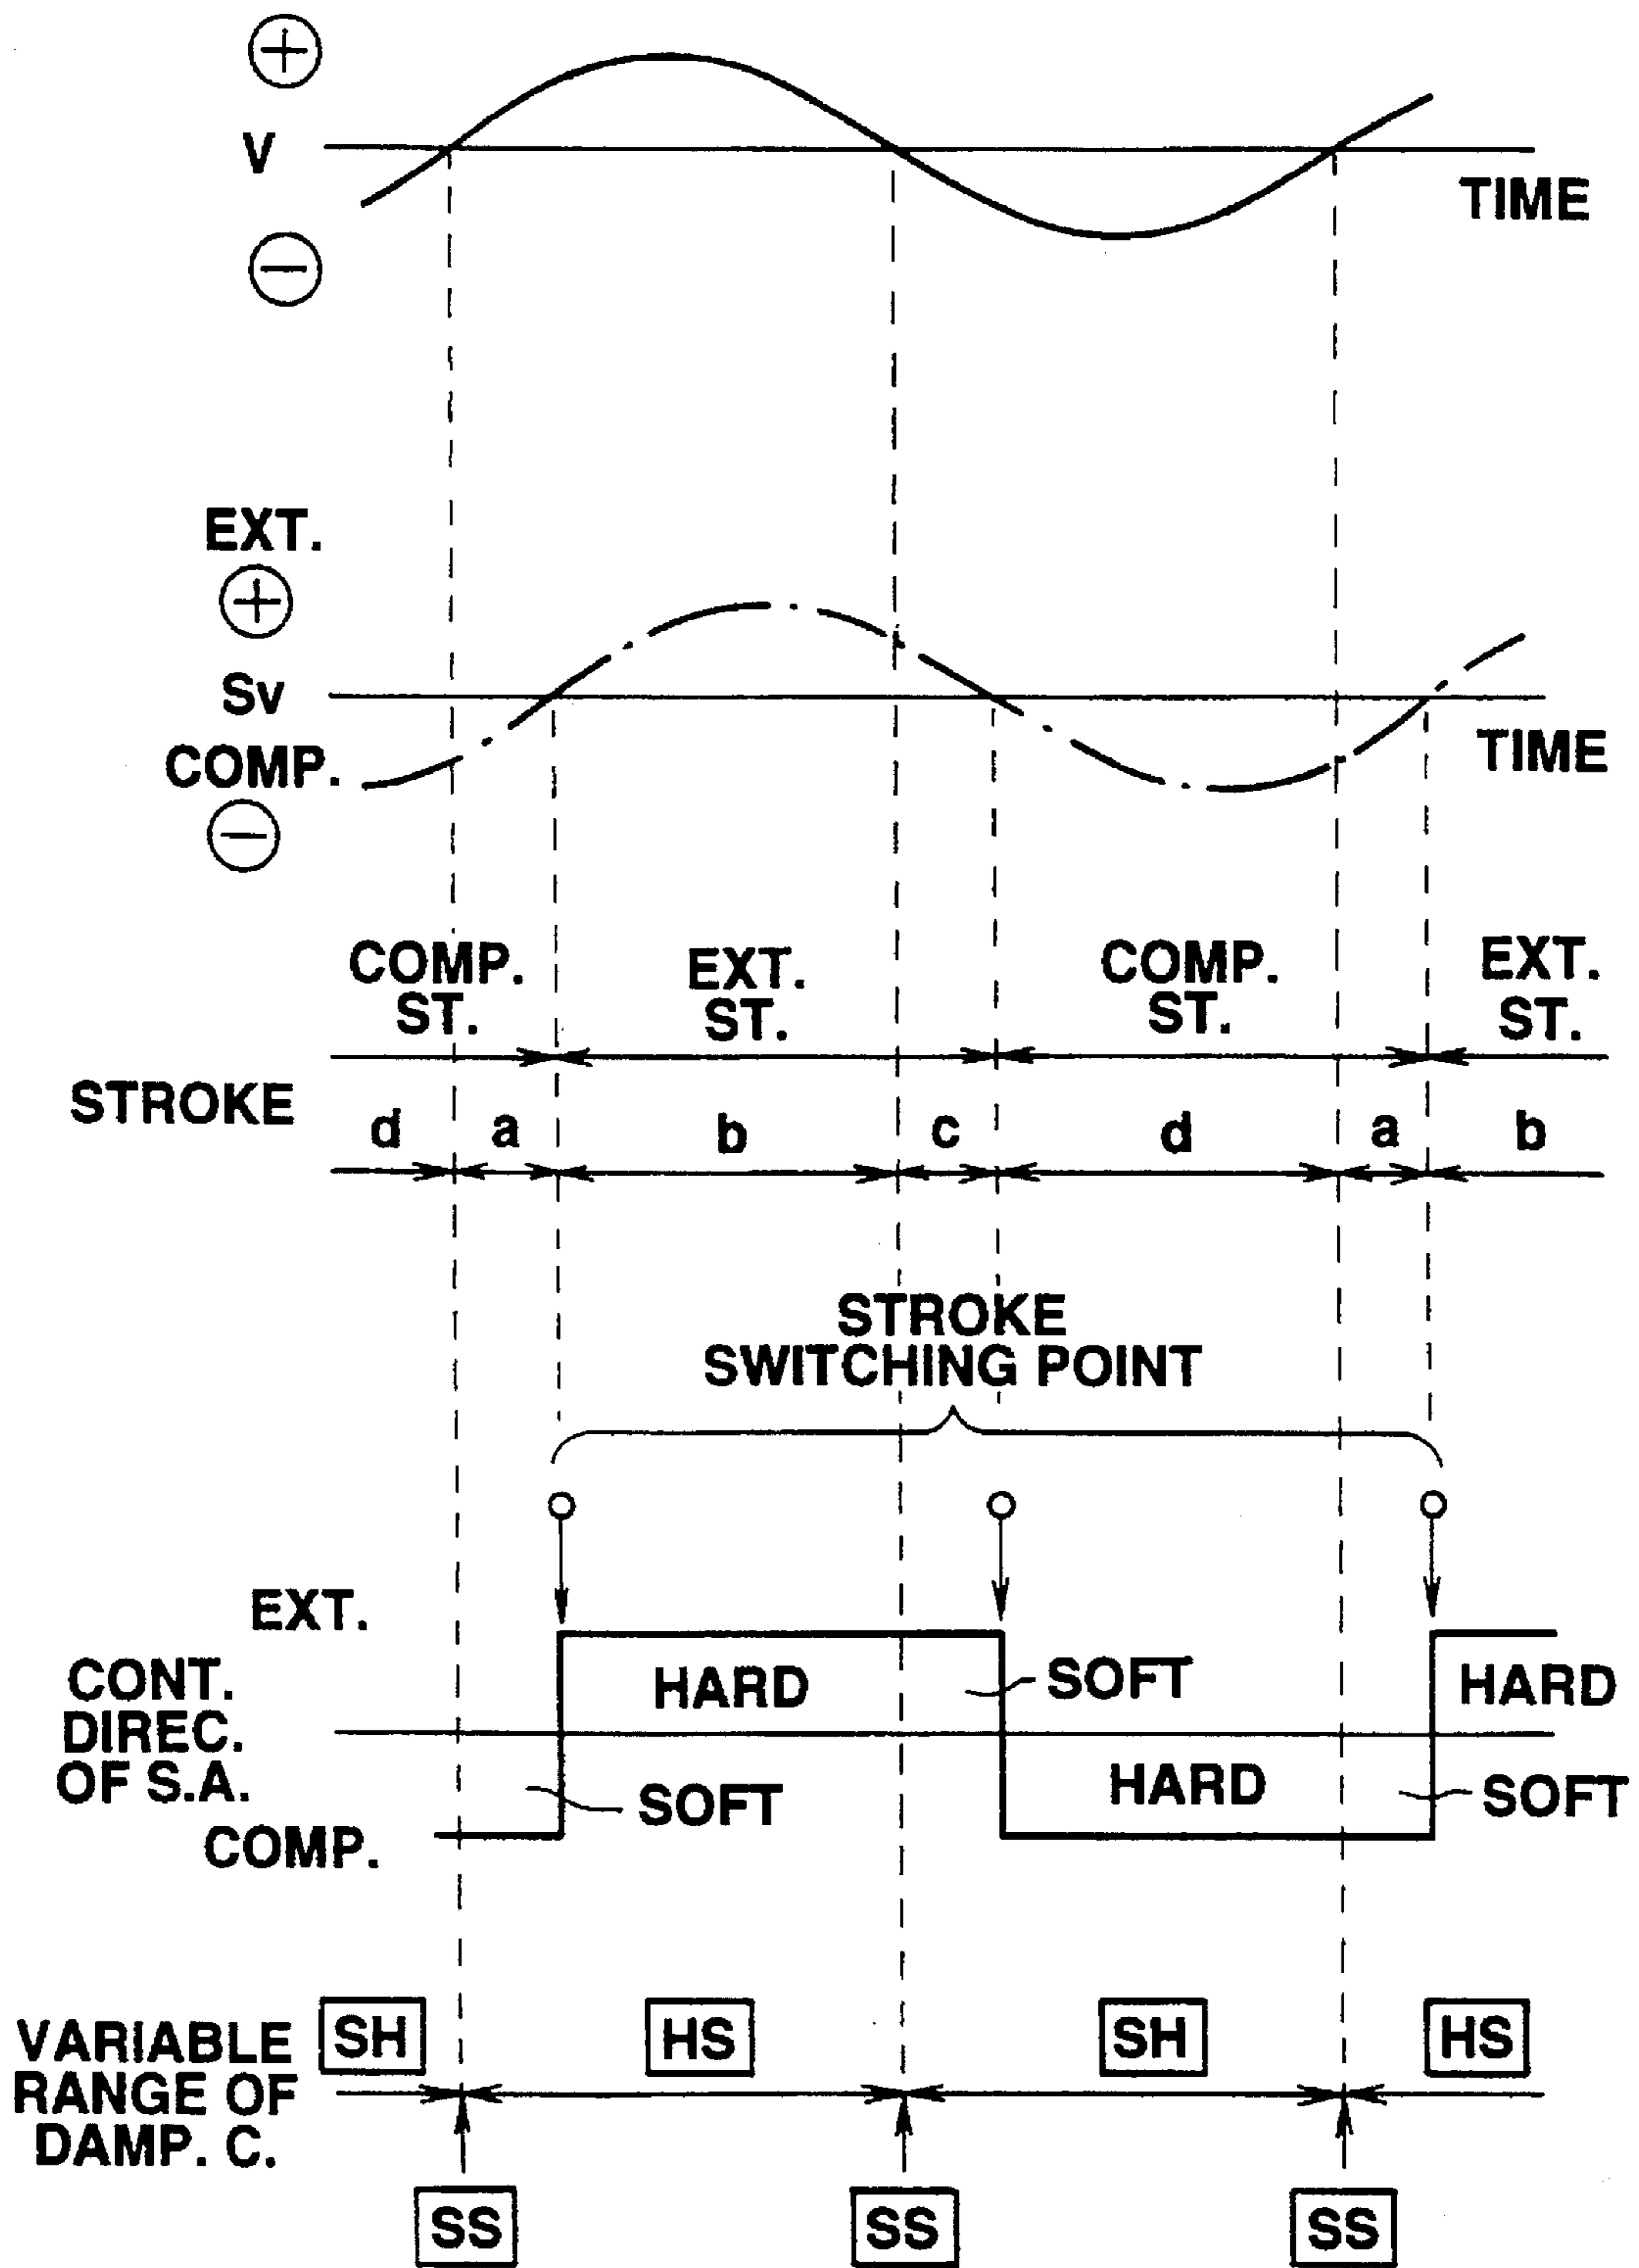 +
V
TIME
−
EXT.
+
Sv
COMP.
TIME
−
COMP.
ST.
EXT.
ST.
COMP.
ST.
EXT.
ST.
STROKE
d a b c d a b
STROKE
SWITCHING POINT
EXT.
CONT.
DIREC.
OF S.A.
COMP.
HARD
SOFT
HARD
SOFT
HARD
SOFT
VARIABLE
RANGE OF
DAMP. C.
SH HS SH HS
SS SS SS